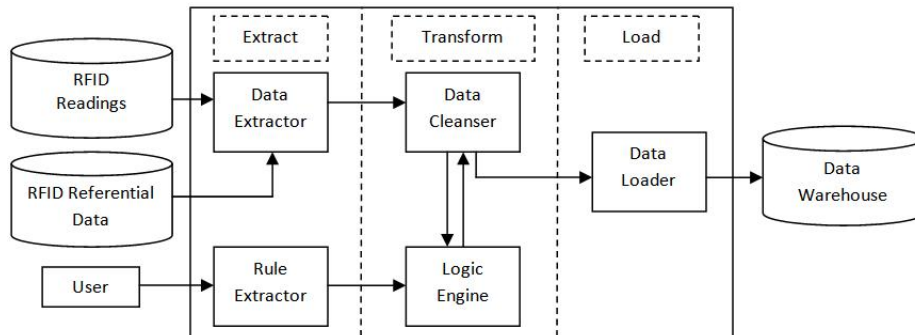 Extract
Transform
Load
RFID
Readings
Data
Extractor
Data
Cleanser
RFID Referential
Data
Data
Loader
Data
Warehouse
User
Rule
Extractor
Logic
Engine